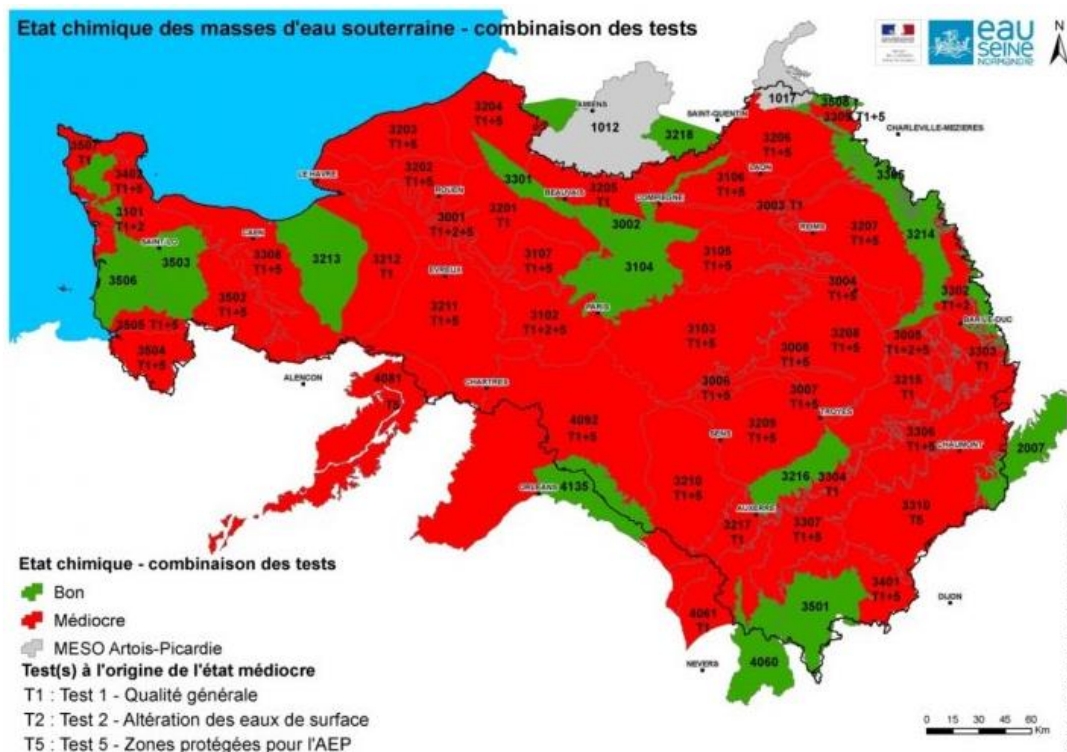 Etat chimique des masses d'eau souterraine - combinaison des tests
eau
SEINE
NORMANDIE
N
AMIENS
1012
SAINT-QUENTIN
1017
3218
CHARLEVILLE-MEZIERES
3204
T1+5
3203
T1+5
3206
T1+5
3507
T1
T1+5
LE HAVRE
3202
T1+5
ROUEN
3301
BEAUVAIS
3205
T1
COMPIEGNE
3106
T1+5
LAON
3101
T1+2
SAINT-LO
CAEN
3001
T1+2+5
3201
T1
3002
3003 T1
REIMS
3207
T1+5
3214
3506
3503
3308
T1+5
3213
3212
T1
EVREUX
3107
T1+5
3104
3105
T1+5
3004
T1+5
3302
T1+2
BAR-LE-DUC
3502
T1+5
3211
T1+5
3102
T1+2+5
PARIS
3505 T1+5
3504
T1+5
3103
T1+5
3208
T1+5
T1+2+5
3303
T1
ALENCON
4081
T5
CHARTRES
3006
T1+5
3007
T1+5
TROYES
3215
T1
4092
T1+5
SENS
3209
T1+5
3306
T1+5
CHAUMONT
2007
ORLEANS
4135
3210
T1+5
3216
3304
T1
AUXERRE
3217
T1
3307
T1+5
3310
T5
3401
T1+5
DIJON
3501
4061
T1
NEVERS
4060
Etat chimique - combinaison des tests
Bon
Médiocre
MESO Artois-Picardie
Test(s) à l'origine de l'état médiocre
T1 : Test 1 - Qualité générale
T2 : Test 2 - Altération des eaux de surface
T5 : Test 5 - Zones protégées pour l'AEP
0 15 30 45 60
Km